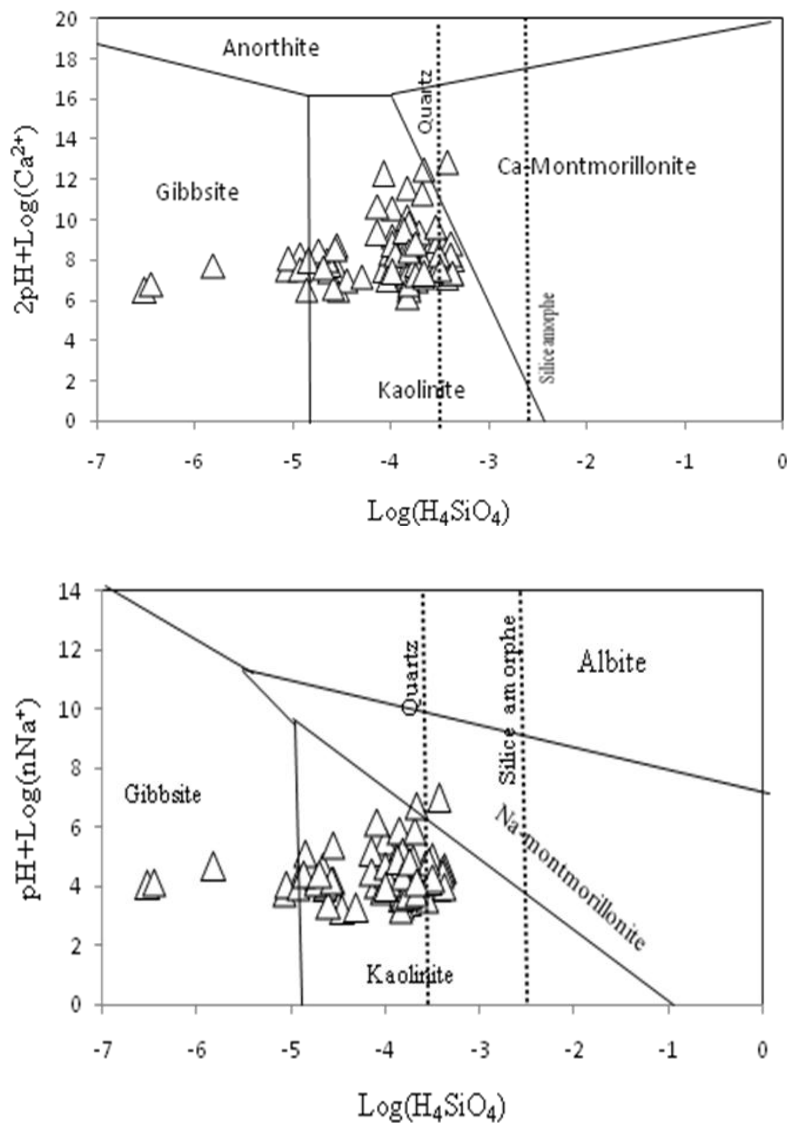 20
18
16
14
12
10
8
6
4
2
0
2pH+Log(Ca²⁺)
Anorthite
Gibbsite
Quartz
Ca-Montmorillonite
Silice amorphe
Kaolinite
-7 -6 -5 -4 -3 -2 -1 0
Log(H₄SiO₄)
14
12
10
8
6
4
2
0
pH+Log(nNa⁺)
Gibbsite
Quartz
Silice amorphe
Albite
Na-montmorillonite
Kaolinite
-7 -6 -5 -4 -3 -2 -1 0
Log(H₄SiO₄)